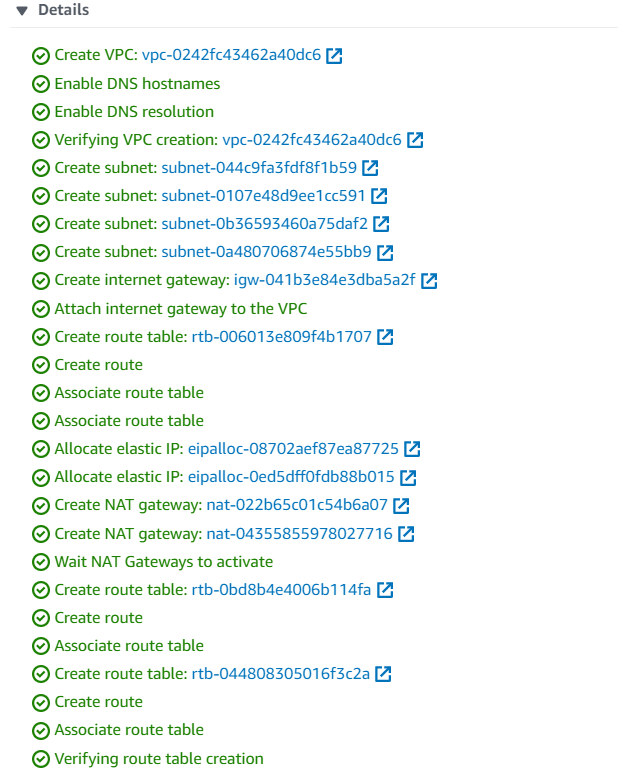 Details
Create VPC: vpc-0242fc43462a40dc6
Enable DNS hostnames
Enable DNS resolution
Verifying VPC creation: vpc-0242fc43462a40dc6
Create subnet: subnet-044c9fa3fdf8f1b59
Create subnet: subnet-0107e48d9ee1cc591
Create subnet: subnet-0b36593460a75daf2
Create subnet: subnet-0a480706874e55bb9
Create internet gateway: igw-041b3e84e3dba5a2f
Attach internet gateway to the VPC
Create route table: rtb-006013e809f4b1707
Create route
Associate route table
Associate route table
Allocate elastic IP: eipalloc-08702aef87ea87725
Allocate elastic IP: eipalloc-0ed5dff0fdb88b015
Create NAT gateway: nat-022b65c01c54b6a07
Create NAT gateway: nat-04355855978027716
Wait NAT Gateways to activate
Create route table: rtb-0bd8b4e4006b114fa
Create route
Associate route table
Create route table: rtb-044808305016f3c2a
Create route
Associate route table
Verifying route table creation